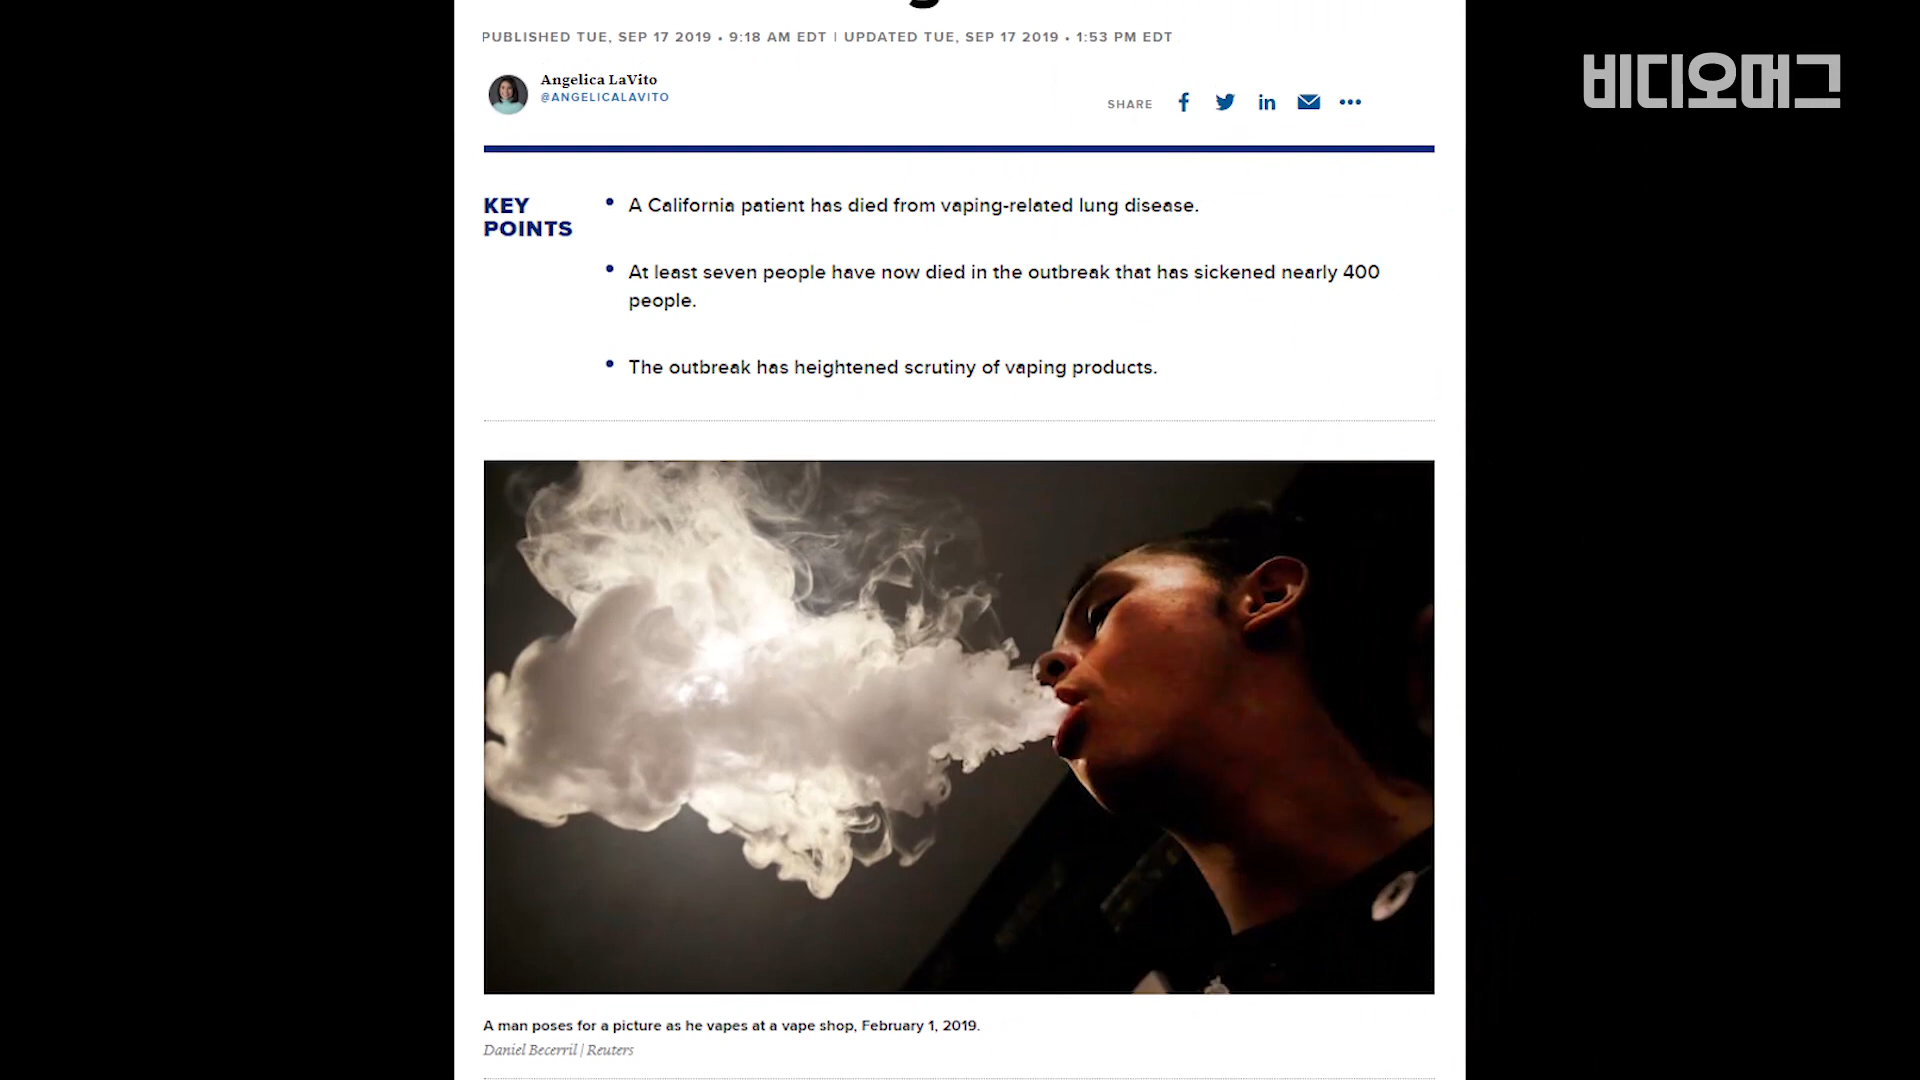 PUBLISHED TUE, SEP 17 2019 • 9:18 AM EDT | UPDATED TUE, SEP 17 2019 • 1:53 PM EDT
비디오머그
Angelica LaVito
@ANGELICALAVITO
SHARE
KEY
POINTS
• A California patient has died from vaping-related lung disease.
• At least seven people have now died in the outbreak that has sickened nearly 400
people.
• The outbreak has heightened scrutiny of vaping products.
A man poses for a picture as he vapes at a vape shop, February 1, 2019.
Daniel Becerril | Reuters